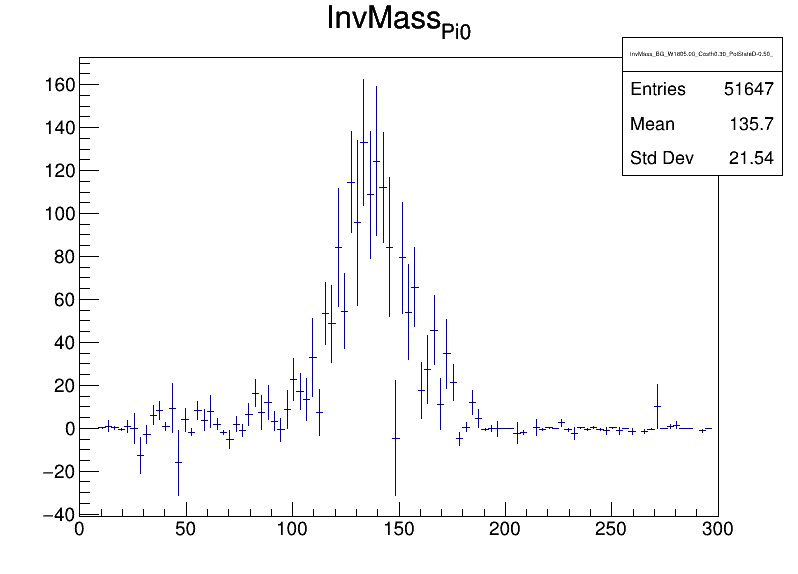 InvMass_Pi0
InvMass_BG_W1605.00_Costh0.30_PolStateD-0.50_
Entries 51647
Mean 135.7
Std Dev 21.54
160
140
120
100
80
60
40
20
0
−20
−40
0 50 100 150 200 250 300